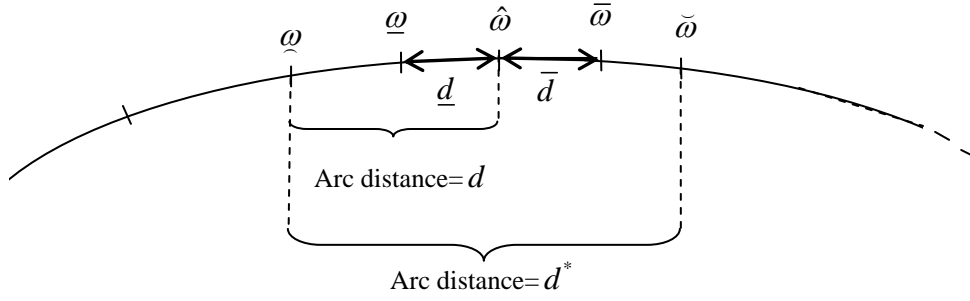 ω̯ ω̲ ω̂ ω̄ ω̆
d̲ d̄
Arc distance= d
Arc distance= d*